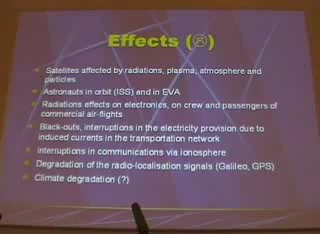 Effects (☹)
Satellites affected by radiations, plasma, atmosphere and
particles
Astronauts in orbit (ISS) and in EVA
Radiations effects on electronics, on crew and passengers of
commercial air-flights
Black-outs, interruptions in the electricity provision due to
induced currents in the transportation network
Interruptions in communications via ionosphere
Degradation of the radio-localisation signals (Galileo, GPS)
Climate degradation (?)